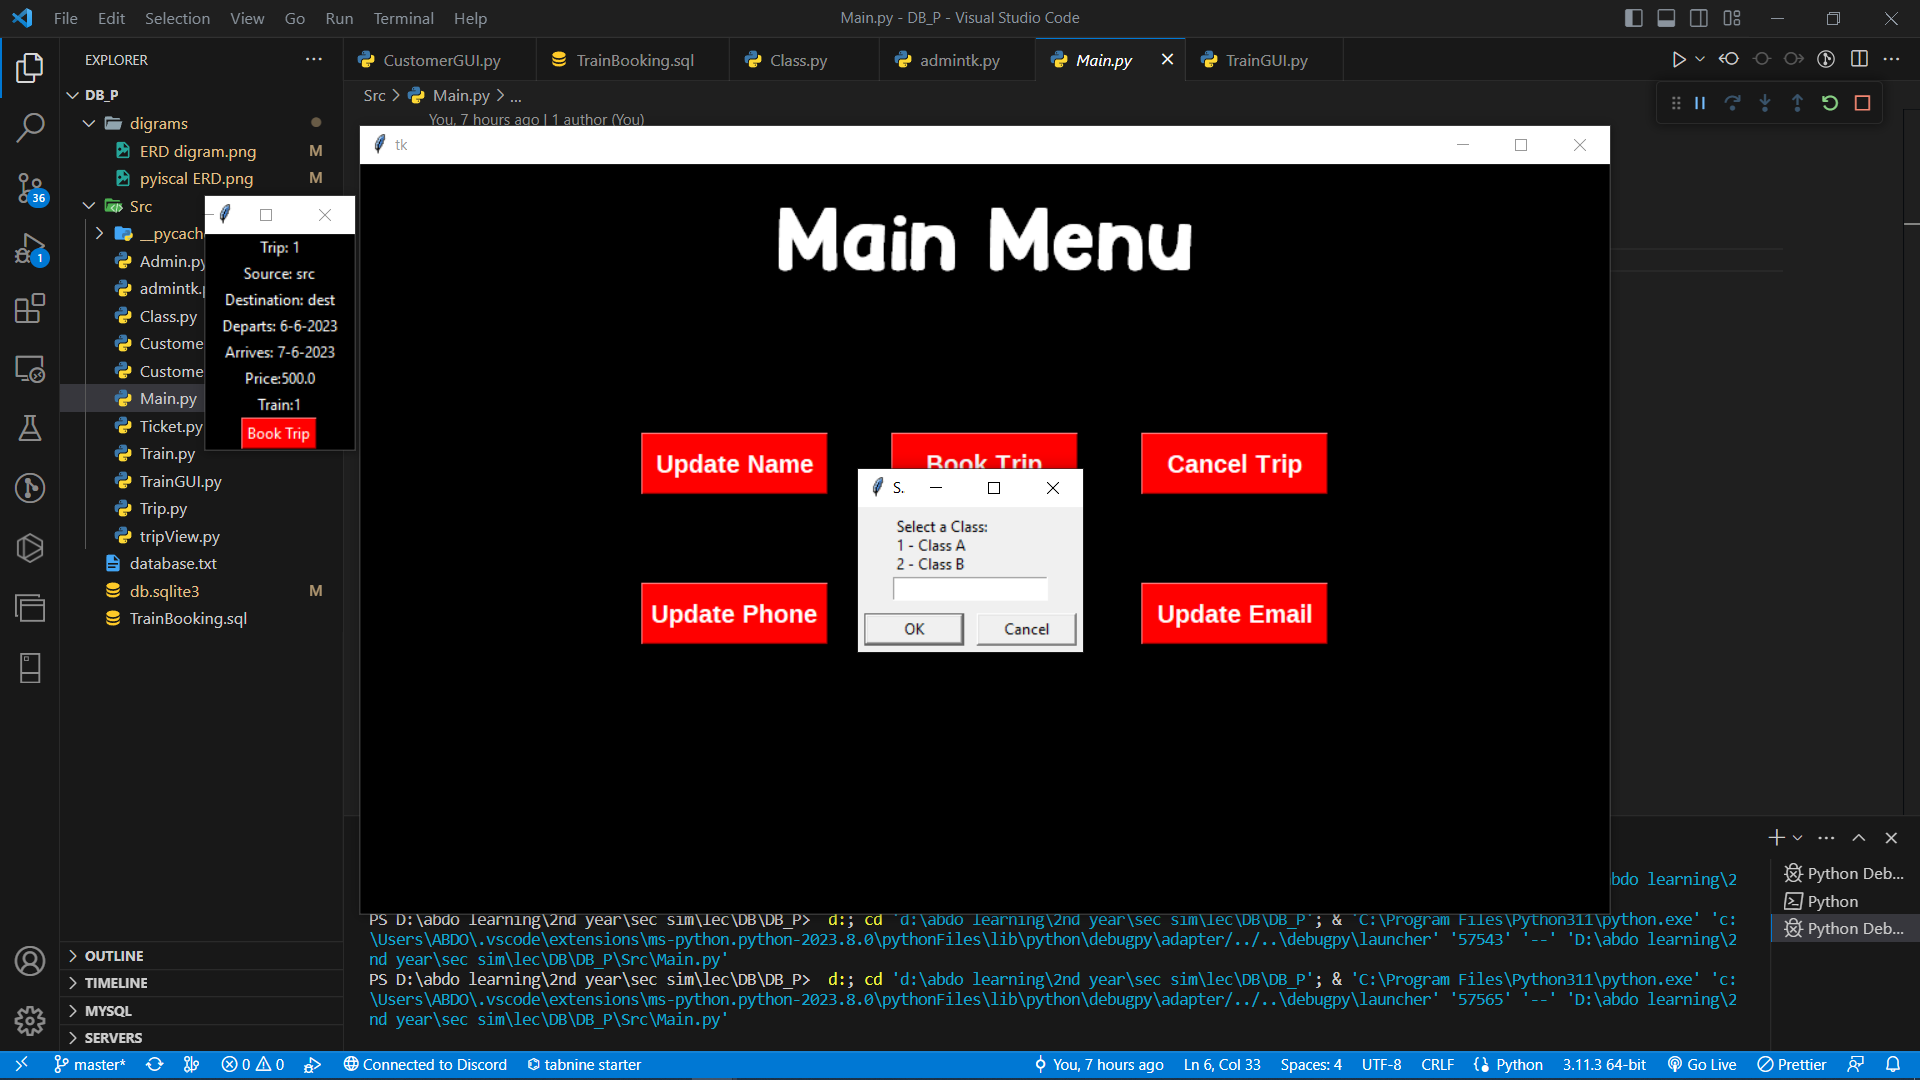 File Edit Selection View Go Run Terminal Help
Main.py - DB_P - Visual Studio Code
EXPLORER
CustomerGUI.py
TrainBooking.sql
Class.py
admintk.py
Main.py
TrainGUI.py
DB_P
Src > Main.py > ...
You, 7 hours ago | 1 author (You)
digrams
ERD digram.png M
pyiscal ERD.png M
Src
__pycach
Admin.py
admintk.p
Class.py
Custome
Custome
Main.py
Ticket.py
Train.py
TrainGUI.py
Trip.py
tripView.py
database.txt
db.sqlite3 M
TrainBooking.sql
36
1
Trip: 1
Source: src
Destination: dest
Departs: 6-6-2023
Arrives: 7-6-2023
Price:500.0
Train:1
Book Trip
tk
Main Menu
Update Name
Book Trip
Cancel Trip
Update Phone
Update Email
S.
Select a Class:
1 - Class A
2 - Class B
OK
Cancel
bdo learning\2
PS D:\abdo learning\2nd year\sec sim\lec\DB\DB_P> d:; cd 'd:\abdo learning\2nd year\sec sim\lec\DB\DB_P'; & 'C:\Program Files\Python311\python.exe' 'c:
\Users\ABDO\.vscode\extensions\ms-python.python-2023.8.0\pythonFiles\lib\python\debugpy\adapter/../..\debugpy\launcher' '57543' '--' 'D:\abdo learning\2
nd year\sec sim\lec\DB\DB_P\Src\Main.py'
PS D:\abdo learning\2nd year\sec sim\lec\DB\DB_P> d:; cd 'd:\abdo learning\2nd year\sec sim\lec\DB\DB_P'; & 'C:\Program Files\Python311\python.exe' 'c:
\Users\ABDO\.vscode\extensions\ms-python.python-2023.8.0\pythonFiles\lib\python\debugpy\adapter/../..\debugpy\launcher' '57565' '--' 'D:\abdo learning\2
nd year\sec sim\lec\DB\DB_P\Src\Main.py'
Python Deb...
Python
Python Deb...
OUTLINE
TIMELINE
MYSQL
SERVERS
master* 0 0 Connected to Discord tabnine starter
You, 7 hours ago Ln 6, Col 33 Spaces: 4 UTF-8 CRLF Python 3.11.3 64-bit Go Live Prettier